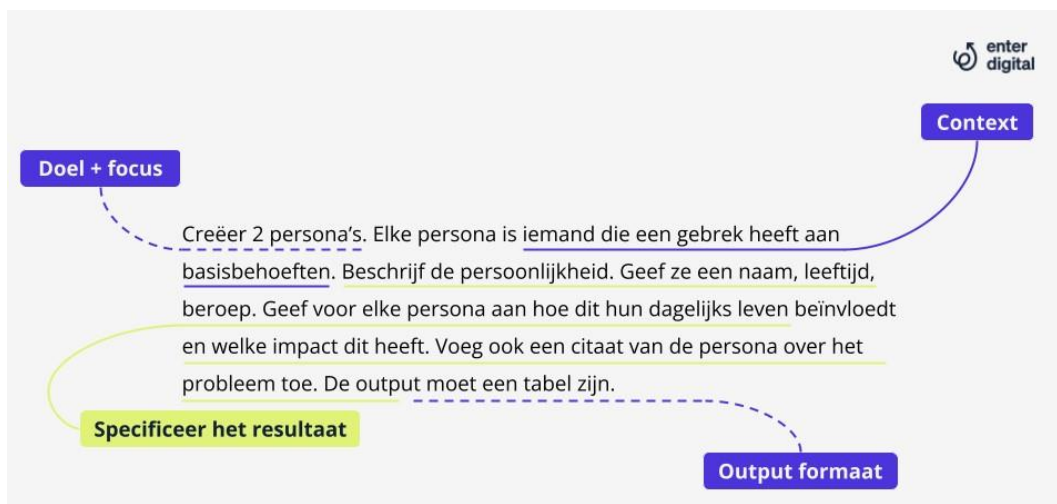 enter
digital
Context
Doel + focus
Creëer 2 persona's. Elke persona is iemand die een gebrek heeft aan
basisbehoeften. Beschrijf de persoonlijkheid. Geef ze een naam, leeftijd,
beroep. Geef voor elke persona aan hoe dit hun dagelijks leven beïnvloedt
en welke impact dit heeft. Voeg ook een citaat van de persona over het
probleem toe. De output moet een tabel zijn.
Specificeer het resultaat
Output formaat